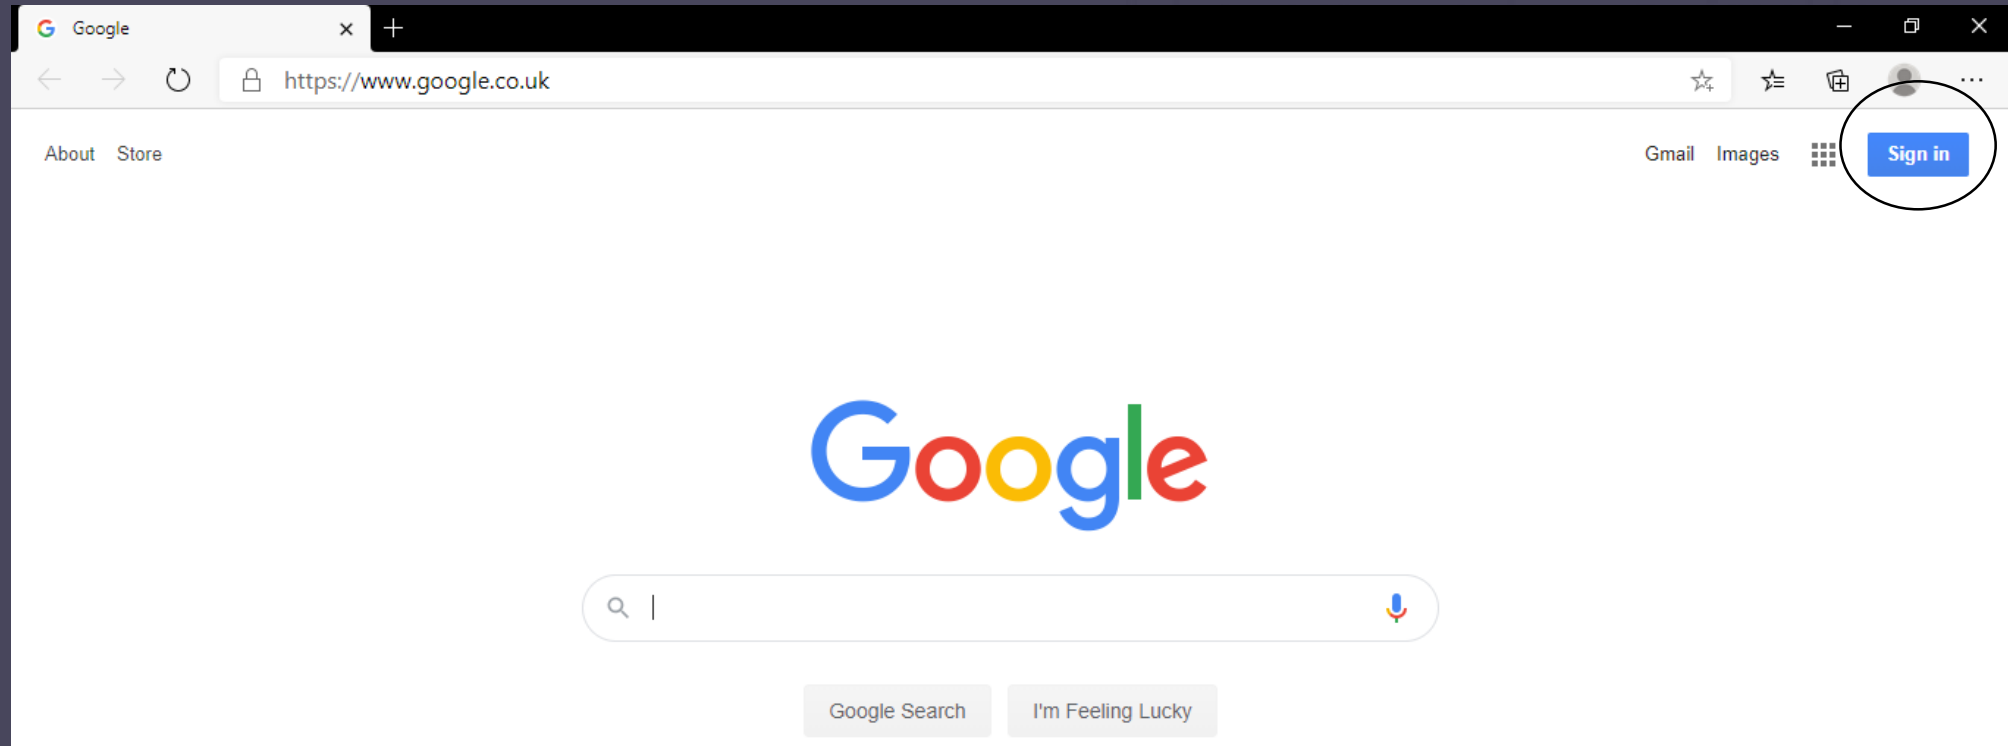 Google
https://www.google.co.uk
About Store Gmail Images Sign in
Google
Google Search I'm Feeling Lucky